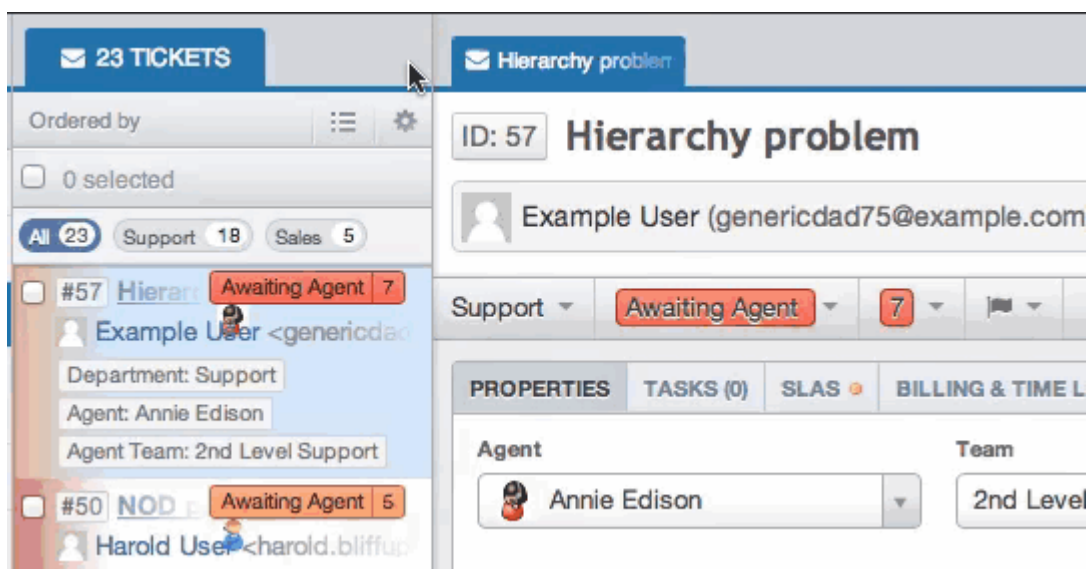 23 TICKETS
Ordered by
0 selected
All 23 Support 18 Sales 5
#57 Hierarc Awaiting Agent 7
Example User <genericdad
Department: Support
Agent: Annie Edison
Agent Team: 2nd Level Support
#50 NOD Awaiting Agent 5
Harold User <harold.bliffup
Hierarchy problem
ID: 57 Hierarchy problem
Example User (genericdad75@example.com
Support Awaiting Agent 7
PROPERTIES TASKS (0) SLAS BILLING & TIME L
Agent Team
Annie Edison 2nd Level